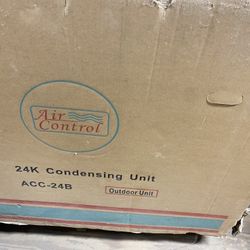 Air
Control
24K Condensing Unit
ACC-24B
Outdoor Unit